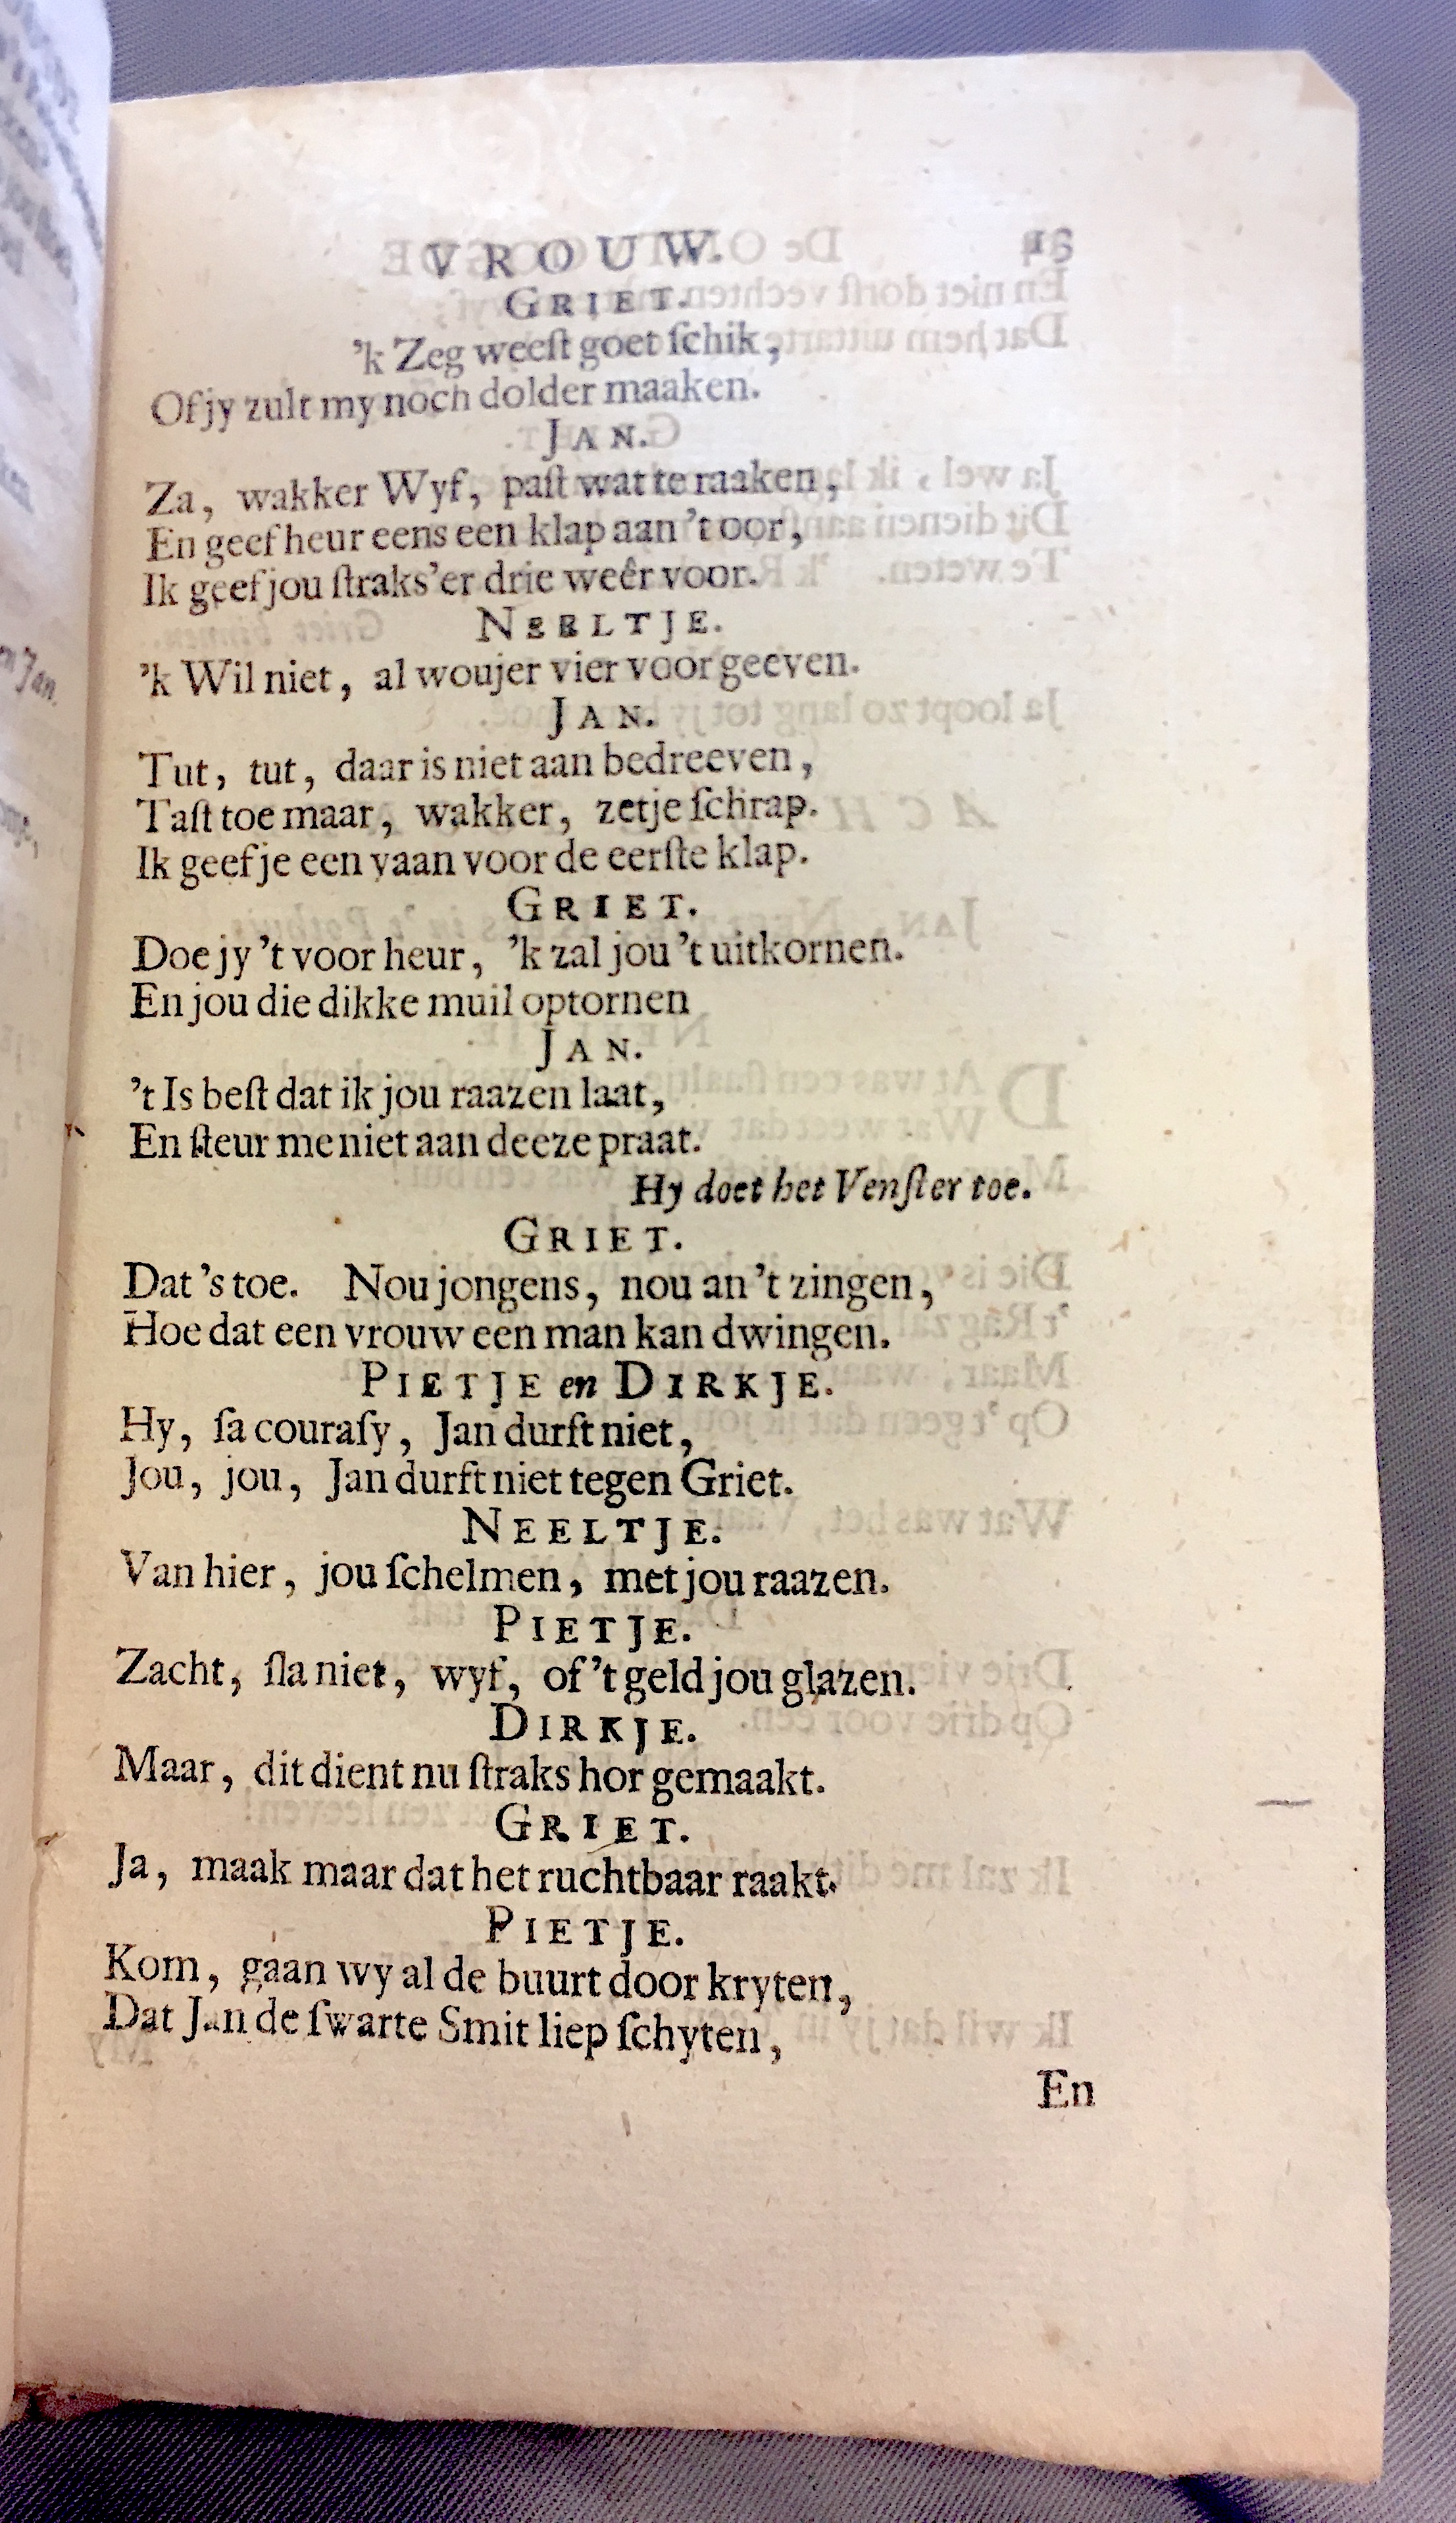 VROUW. 13
GRIET.
’k Zeg weeſt goet ſchik,
Of jy zult my noch dolder maaken.
JAN.
Za, wakker Wyf, paſt wat te raaken,
En geef heur eens een klap aan ’t oor,
Ik geef jou ſtraks’er drie weêr voor.
NEELTJE.
’k Wil niet, al woujer vier voor geeven.
JAN.
Tut, tut, daar is niet aan bedreeven,
Taſt toe maar, wakker, zetje ſchrap.
Ik geef je een vaan voor de eerſte klap.
GRIET.
Doe jy ’t voor heur, ’k zal jou ’t uitkornen.
En jou die dikke muil optornen
JAN.
’t Is beſt dat ik jou raazen laat,
En ſteur me niet aan deeze praat.
Hy doet het Venſter toe.
GRIET.
Dat ’s toe. Nou jongens, nou an ’t zingen,
Hoe dat een vrouw een man kan dwingen.
PIETJE en DIRKJE.
Hy, ſa couraſy, Jan durft niet,
Jou, jou, Jan durft niet tegen Griet.
NEELTJE.
Van hier, jou ſchelmen, met jou raazen.
PIETJE.
Zacht, ſla niet, wyf, of ’t geld jou glazen.
DIRKJE.
Maar, dit dient nu ſtraks hor gemaakt.
GRIET.
Ja, maak maar dat het ruchtbaar raakt.
PIETJE.
Kom, gaan wy al de buurt door kryten,
Dat Jan de ſwarte Smit liep ſchyten,
En